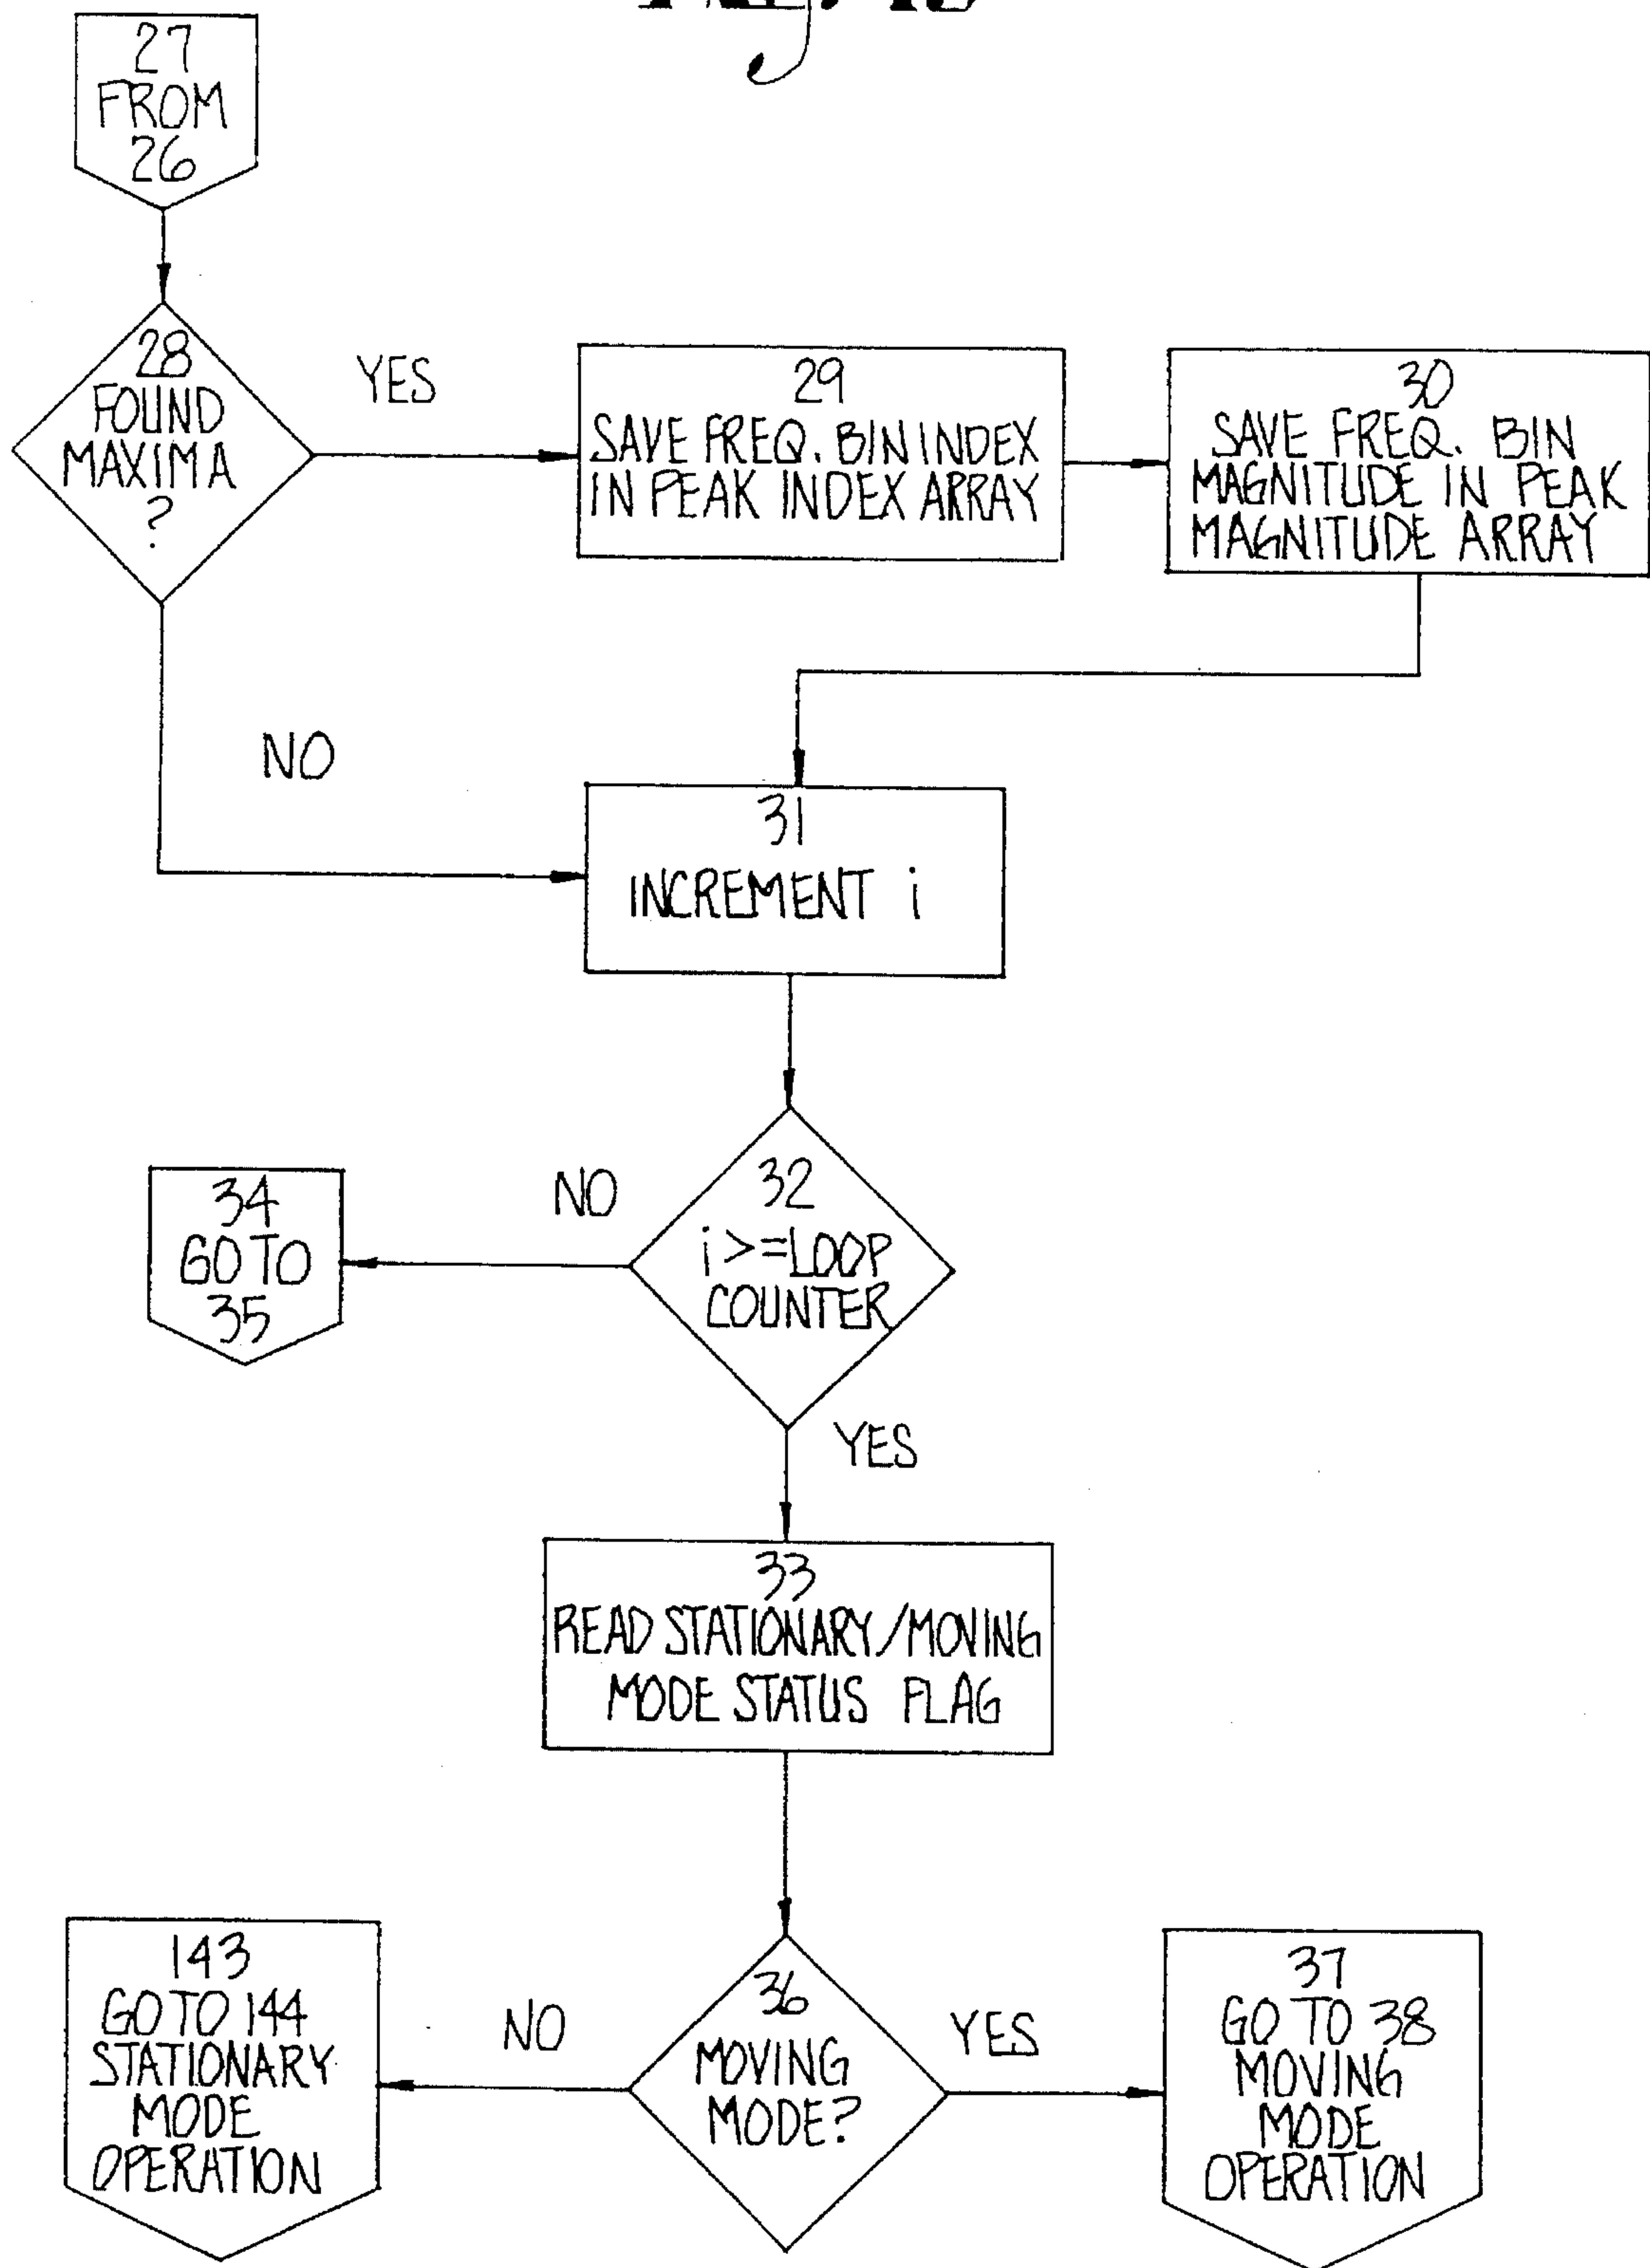 27
FROM
26
28
FOUND
MAXIMA
?
YES
29
SAVE FREQ. BIN INDEX
IN PEAK INDEX ARRAY
30
SAVE FREQ. BIN
MAGNITUDE IN PEAK
MAGNITUDE ARRAY
NO
31
INCREMENT i
32
i >=LOOP
COUNTER
NO
34
GO TO
35
YES
33
READ STATIONARY/MOVING
MODE STATUS FLAG
36
MOVING
MODE?
NO
143
GO TO 144
STATIONARY
MODE
OPERATION
YES
37
GO TO 38
MOVING
MODE
OPERATION